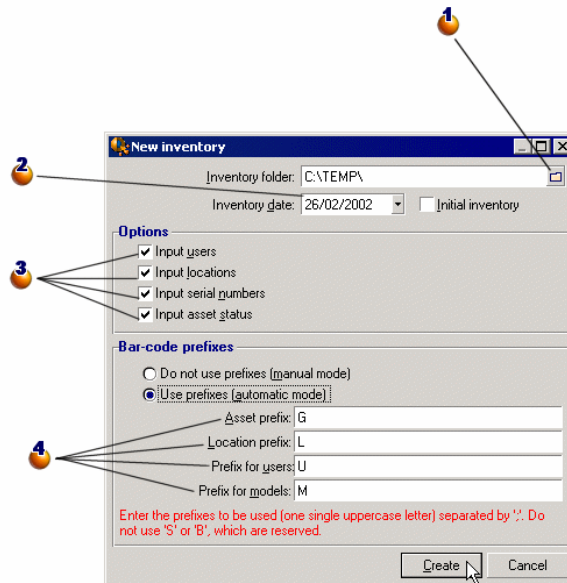 1
New inventory
2
Inventory folder: C:\TEMP\
Inventory date: 26/02/2002 Initial inventory
Options
Input users
3
Input locations
Input serial numbers
Input asset status
Bar-code prefixes
Do not use prefixes (manual mode)
Use prefixes (automatic mode)
Asset prefix: G
Location prefix: L
4
Prefix for users: U
Prefix for models: M
Enter the prefixes to be used (one single uppercase letter) separated by ';'. Do
not use 'S' or 'B', which are reserved.
Create Cancel